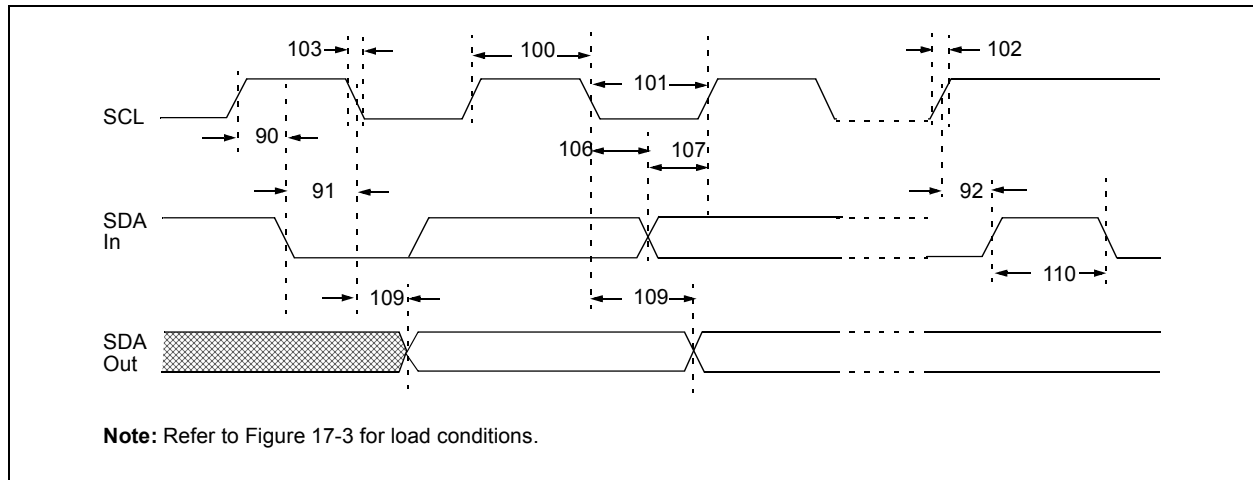 103
100
102
101
SCL
90
106
107
91
92
SDA
In
110
109
109
SDA
Out
Note: Refer to Figure 17-3 for load conditions.